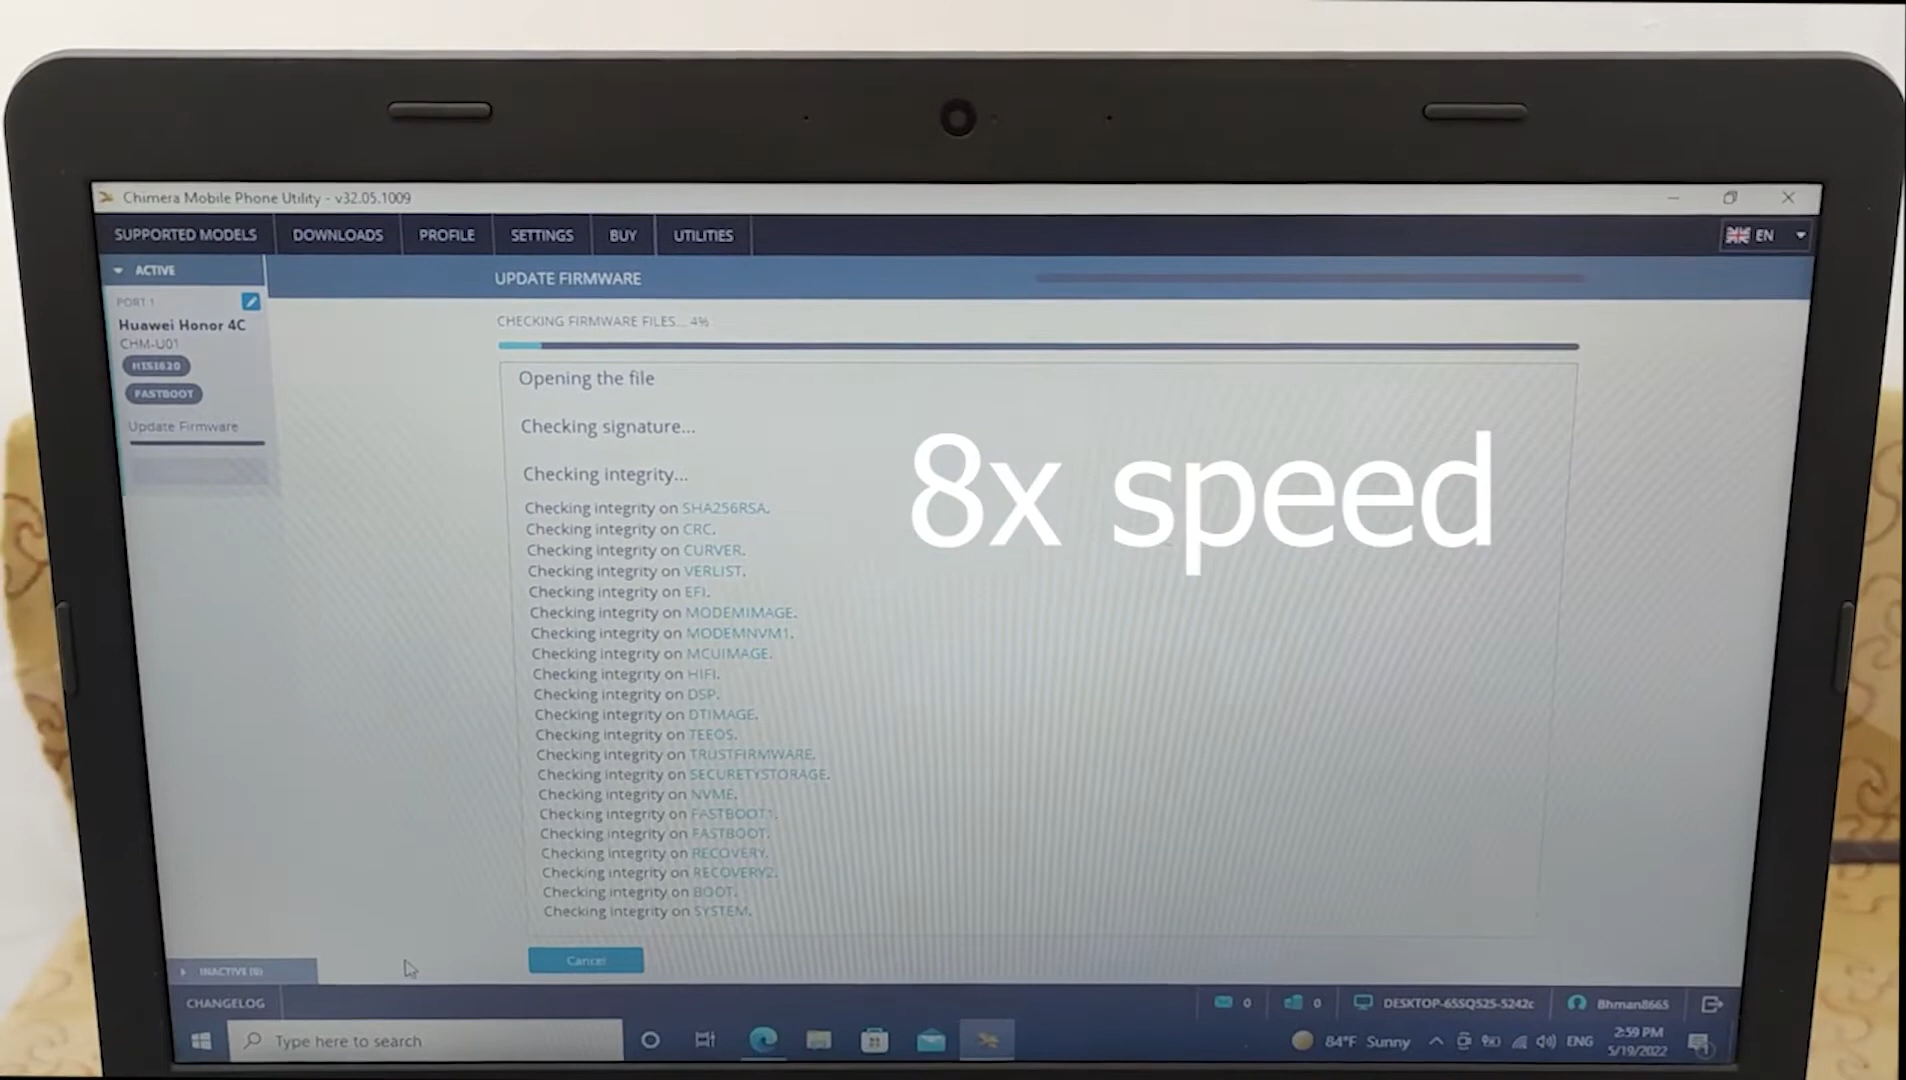 Chimera Mobile Phone Utility - v32.05.1009
SUPPORTED MODELS DOWNLOADS PROFILE SETTINGS BUY UTILITIES EN
ACTIVE
UPDATE FIRMWARE
PORT 1
Huawei Honor 4C
CHM-U01
HISI620
FASTBOOT
Update Firmware
CHECKING FIRMWARE FILES... 4%
Opening the file
Checking signature...
Checking integrity...
8x speed
Checking integrity on SHA256RSA.
Checking integrity on CRC.
Checking integrity on CURVER.
Checking integrity on VERLIST.
Checking integrity on EFI.
Checking integrity on MODEMIMAGE.
Checking integrity on MODEMNVM1.
Checking integrity on MCUIMAGE.
Checking integrity on HIFI.
Checking integrity on DSP.
Checking integrity on DTIMAGE.
Checking integrity on TEEOS.
Checking integrity on TRUSTFIRMWARE.
Checking integrity on SECURETYSTORAGE.
Checking integrity on NVME.
Checking integrity on FASTBOOT1.
Checking integrity on FASTBOOT.
Checking integrity on RECOVERY.
Checking integrity on RECOVERY2.
Checking integrity on BOOT.
Checking integrity on SYSTEM.
Cancel
INACTIVE (0)
CHANGELOG 0 0 DESKTOP-65SQ525-5242c Bhman8665
Type here to search 84°F Sunny ENG 2:59 PM
5/19/2022 1